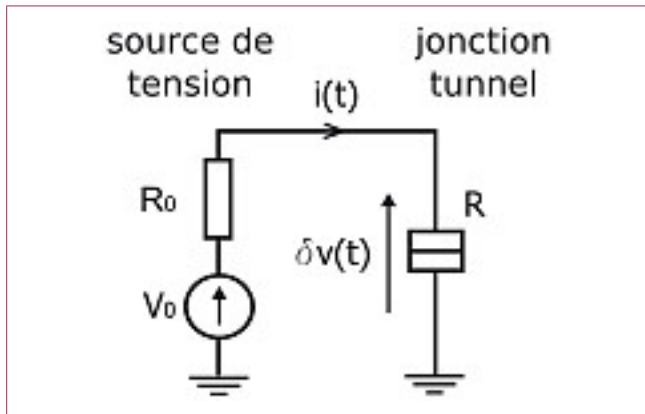 source de
tension
jonction
tunnel
i(t)
R₀
δv(t)
R
V₀